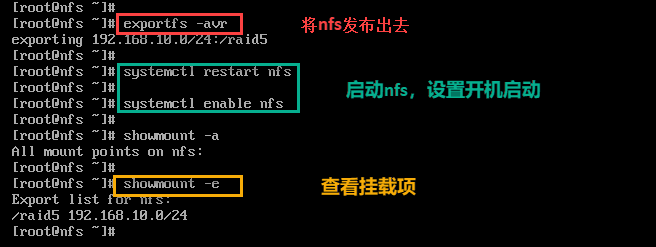 [root@nfs ~]#
[root@nfs ~]# exportfs -avr 将nfs发布出去
exporting 192.168.10.0/24:/raid5
[root@nfs ~]#
[root@nfs ~]# systemctl restart nfs
[root@nfs ~]# 启动nfs，设置开机启动
[root@nfs ~]# systemctl enable nfs
[root@nfs ~]#
[root@nfs ~]# showmount -a
All mount points on nfs:
[root@nfs ~]#
[root@nfs ~]# showmount -e 查看挂载项
Export list for nfs:
/raid5 192.168.10.0/24
[root@nfs ~]#